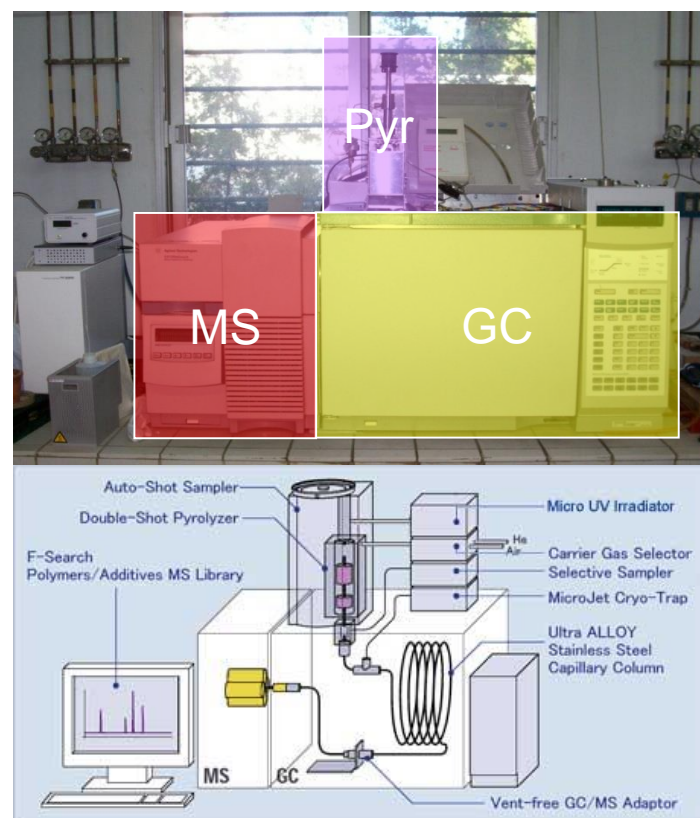 Pyr
MS
GC
Auto-Shot Sampler
Double-Shot Pyrolyzer
F-Search
Polymers/Additives MS Library
Micro UV Irradiator
He
Air
Carrier Gas Selector
Selective Sampler
MicroJet Cryo-Trap
Ultra ALLOY
Stainless Steel
Capillary Column
MS
GC
Vent-free GC/MS Adaptor